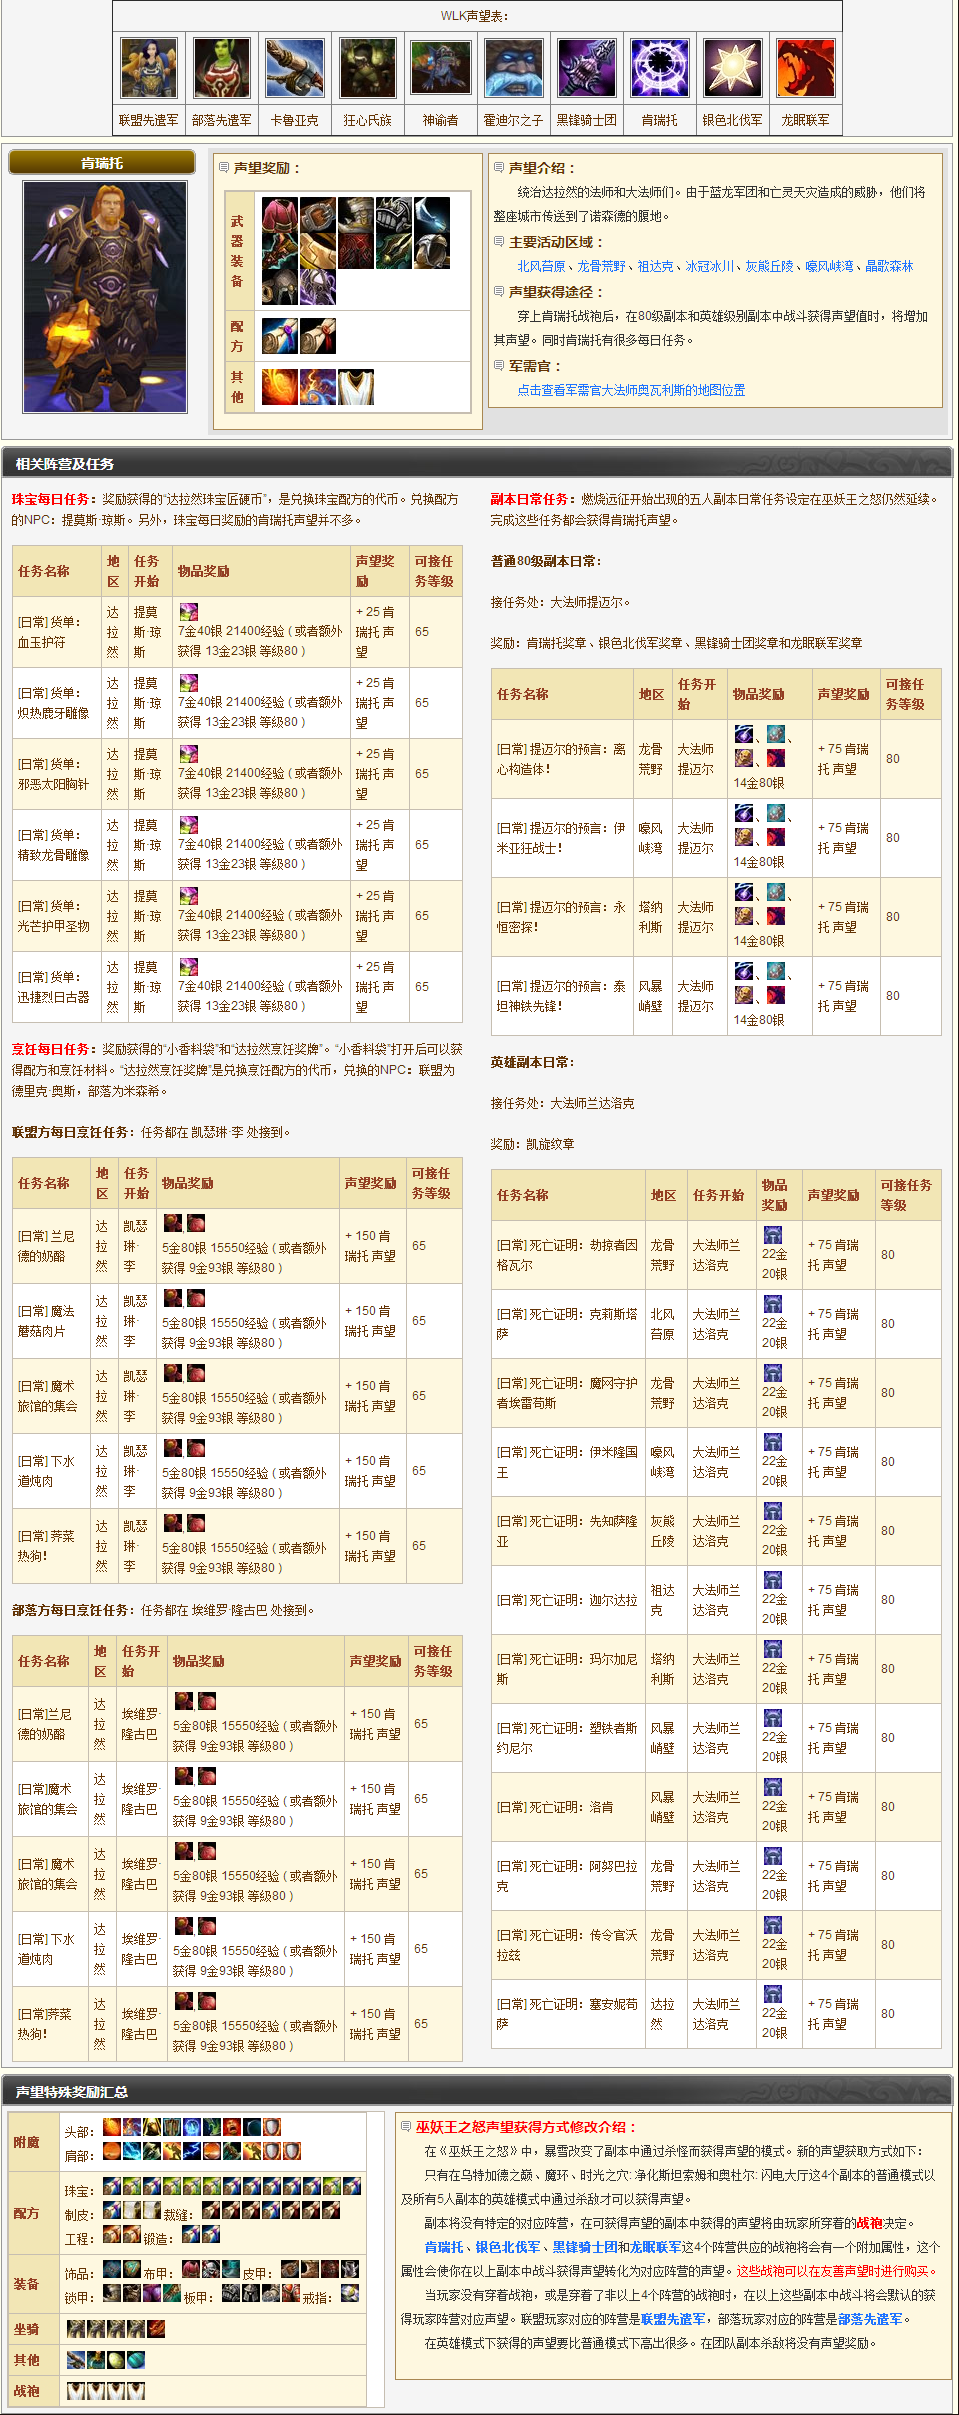 WLK声望表：
联盟先遣军 部落先遣军 卡鲁亚克 狂心氏族 神谕者 霍迪尔之子 黑锋骑士团 肯瑞托 银色北伐军 龙眠联军
肯瑞托
声望奖励：
武器装备
配方
其他
声望介绍：
统治达拉然的法师和大法师们。由于蓝龙军团和亡灵天灾造成的威胁，他们将
整座城市传送到了诺森德的腹地。
主要活动区域：
北风苔原、龙骨荒野、祖达克、冰冠冰川、灰熊丘陵、嚎风峡湾、晶歌森林
声望获得途径：
穿上肯瑞托战袍后，在80级副本和英雄级别副本中战斗获得声望值时，将增加
其声望。同时肯瑞托有很多每日任务。
军需官：
点击查看军需官大法师奥瓦利斯的地图位置
相关阵营及任务
珠宝每日任务：奖励获得的“达拉然珠宝匠硬币”，是兑换珠宝配方的代币。兑换配方
的NPC：提莫斯·琼斯。另外，珠宝每日奖励的肯瑞托声望并不多。
任务名称 地区 任务开始 物品奖励 声望奖励 可接任务等级
[日常] 货单：血玉护符 达拉然 提莫斯·琼斯 7金40银 21400经验 ( 或者额外获得 13金23银 等级80 ) + 25 肯瑞托 声望 65
[日常] 货单：炽热鹿牙雕像 达拉然 提莫斯·琼斯 7金40银 21400经验 ( 或者额外获得 13金23银 等级80 ) + 25 肯瑞托 声望 65
[日常] 货单：邪恶太阳胸针 达拉然 提莫斯·琼斯 7金40银 21400经验 ( 或者额外获得 13金23银 等级80 ) + 25 肯瑞托 声望 65
[日常] 货单：精致龙骨雕像 达拉然 提莫斯·琼斯 7金40银 21400经验 ( 或者额外获得 13金23银 等级80 ) + 25 肯瑞托 声望 65
[日常] 货单：光芒护甲圣物 达拉然 提莫斯·琼斯 7金40银 21400经验 ( 或者额外获得 13金23银 等级80 ) + 25 肯瑞托 声望 65
[日常] 货单：迅捷烈日古器 达拉然 提莫斯·琼斯 7金40银 21400经验 ( 或者额外获得 13金23银 等级80 ) + 25 肯瑞托 声望 65
烹饪每日任务：奖励获得的“小香料袋”和“达拉然烹饪奖牌”。“小香料袋”打开后可以获
得配方和烹饪材料。“达拉然烹饪奖牌”是兑换烹饪配方的代币，兑换的NPC：联盟为
德里克·奥斯，部落为米森希。
联盟方每日烹饪任务：任务都在 凯瑟琳·李 处接到。
任务名称 地区 任务开始 物品奖励 声望奖励 可接任务等级
[日常] 兰尼德的奶酪 达拉然 凯瑟琳·李 5金80银 15550经验 ( 或者额外获得 9金93银 等级80 ) + 150 肯瑞托 声望 65
[日常] 魔法蘑菇肉片 达拉然 凯瑟琳·李 5金80银 15550经验 ( 或者额外获得 9金93银 等级80 ) + 150 肯瑞托 声望 65
[日常] 魔术旅馆的集会 达拉然 凯瑟琳·李 5金80银 15550经验 ( 或者额外获得 9金93银 等级80 ) + 150 肯瑞托 声望 65
[日常] 下水道炖肉 达拉然 凯瑟琳·李 5金80银 15550经验 ( 或者额外获得 9金93银 等级80 ) + 150 肯瑞托 声望 65
[日常] 荠菜热狗！ 达拉然 凯瑟琳·李 5金80银 15550经验 ( 或者额外获得 9金93银 等级80 ) + 150 肯瑞托 声望 65
部落方每日烹饪任务：任务都在 埃维罗·隆古巴 处接到。
任务名称 地区 任务开始 物品奖励 声望奖励 可接任务等级
[日常]兰尼德的奶酪 达拉然 埃维罗·隆古巴 5金80银 15550经验 ( 或者额外获得 9金93银 等级80 ) + 150 肯瑞托 声望 65
[日常]魔术旅馆的集会 达拉然 埃维罗·隆古巴 5金80银 15550经验 ( 或者额外获得 9金93银 等级80 ) + 150 肯瑞托 声望 65
[日常] 魔术旅馆的集会 达拉然 埃维罗·隆古巴 5金80银 15550经验 ( 或者额外获得 9金93银 等级80 ) + 150 肯瑞托 声望 65
[日常] 下水道炖肉 达拉然 埃维罗·隆古巴 5金80银 15550经验 ( 或者额外获得 9金93银 等级80 ) + 150 肯瑞托 声望 65
[日常]荠菜热狗！ 达拉然 埃维罗·隆古巴 5金80银 15550经验 ( 或者额外获得 9金93银 等级80 ) + 150 肯瑞托 声望 65
副本日常任务：燃烧远征开始出现的五人副本日常任务设定在巫妖王之怒仍然延续。
完成这些任务都会获得肯瑞托声望。
普通80级副本日常：
接任务处：大法师提迈尔。
奖励：肯瑞托奖章、银色北伐军奖章、黑锋骑士团奖章和龙眠联军奖章
任务名称 地区 任务开始 物品奖励 声望奖励 可接任务等级
[日常] 提迈尔的预言：离心构造体！ 龙骨荒野 大法师提迈尔 、、、14金80银 + 75 肯瑞托 声望 80
[日常] 提迈尔的预言：伊米亚狂战士！ 嚎风峡湾 大法师提迈尔 、、、14金80银 + 75 肯瑞托 声望 80
[日常] 提迈尔的预言：永恒密探！ 塔纳利斯 大法师提迈尔 、、、14金80银 + 75 肯瑞托 声望 80
[日常] 提迈尔的预言：泰坦神铁先锋！ 风暴峭壁 大法师提迈尔 、、、14金80银 + 75 肯瑞托 声望 80
英雄副本日常：
接任务处：大法师兰达洛克
奖励：凯旋纹章
任务名称 地区 任务开始 物品奖励 声望奖励 可接任务等级
[日常] 死亡证明：劫掠者因格瓦尔 龙骨荒野 大法师兰达洛克 22金20银 + 75 肯瑞托 声望 80
[日常] 死亡证明：克莉斯塔萨 北风苔原 大法师兰达洛克 22金20银 + 75 肯瑞托 声望 80
[日常] 死亡证明：魔网守护者埃雷苟斯 龙骨荒野 大法师兰达洛克 22金20银 + 75 肯瑞托 声望 80
[日常] 死亡证明：伊米隆国王 嚎风峡湾 大法师兰达洛克 22金20银 + 75 肯瑞托 声望 80
[日常] 死亡证明：先知萨隆亚 灰熊丘陵 大法师兰达洛克 22金20银 + 75 肯瑞托 声望 80
[日常] 死亡证明：迦尔达拉 祖达克 大法师兰达洛克 22金20银 + 75 肯瑞托 声望 80
[日常] 死亡证明：玛尔加尼斯 塔纳利斯 大法师兰达洛克 22金20银 + 75 肯瑞托 声望 80
[日常] 死亡证明：塑铁者斯约尼尔 风暴峭壁 大法师兰达洛克 22金20银 + 75 肯瑞托 声望 80
[日常] 死亡证明：洛肯 风暴峭壁 大法师兰达洛克 22金20银 + 75 肯瑞托 声望 80
[日常] 死亡证明：阿努巴拉克 龙骨荒野 大法师兰达洛克 22金20银 + 75 肯瑞托 声望 80
[日常] 死亡证明：传令官沃拉兹 龙骨荒野 大法师兰达洛克 22金20银 + 75 肯瑞托 声望 80
[日常] 死亡证明：塞安妮苟萨 达拉然 大法师兰达洛克 22金20银 + 75 肯瑞托 声望 80
声望特殊奖励汇总
附魔 头部：
肩部：
配方 珠宝：
制皮： 裁缝：
工程： 锻造：
装备 饰品： 布甲： 皮甲：
锁甲： 板甲： 戒指：
坐骑
其他
战袍
巫妖王之怒声望获得方式修改介绍：
在《巫妖王之怒》中，暴雪改变了副本中通过杀怪而获得声望的模式。新的声望获取方式如下：
只有在乌特加德之巅、魔环、时光之穴: 净化斯坦索姆和奥杜尔: 闪电大厅这4个副本的普通模式以
及所有5人副本的英雄模式中通过杀敌才可以获得声望。
副本将没有特定的对应阵营，在可获得声望的副本中获得的声望将由玩家所穿着的战袍决定。
肯瑞托、银色北伐军、黑锋骑士团和龙眠联军这4个阵营供应的战袍将会有一个附加属性，这个
属性会使你在以上副本中战斗获得声望转化为对应阵营的声望。这些战袍可以在友善声望时进行购买。
当玩家没有穿着战袍，或是穿着了非以上4个阵营的战袍时，在以上这些副本中战斗将会默认的获
得玩家阵营对应声望。联盟玩家对应的阵营是联盟先遣军，部落玩家对应的阵营是部落先遣军。
在英雄模式下获得的声望要比普通模式下高出很多。在团队副本杀敌将没有声望奖励。